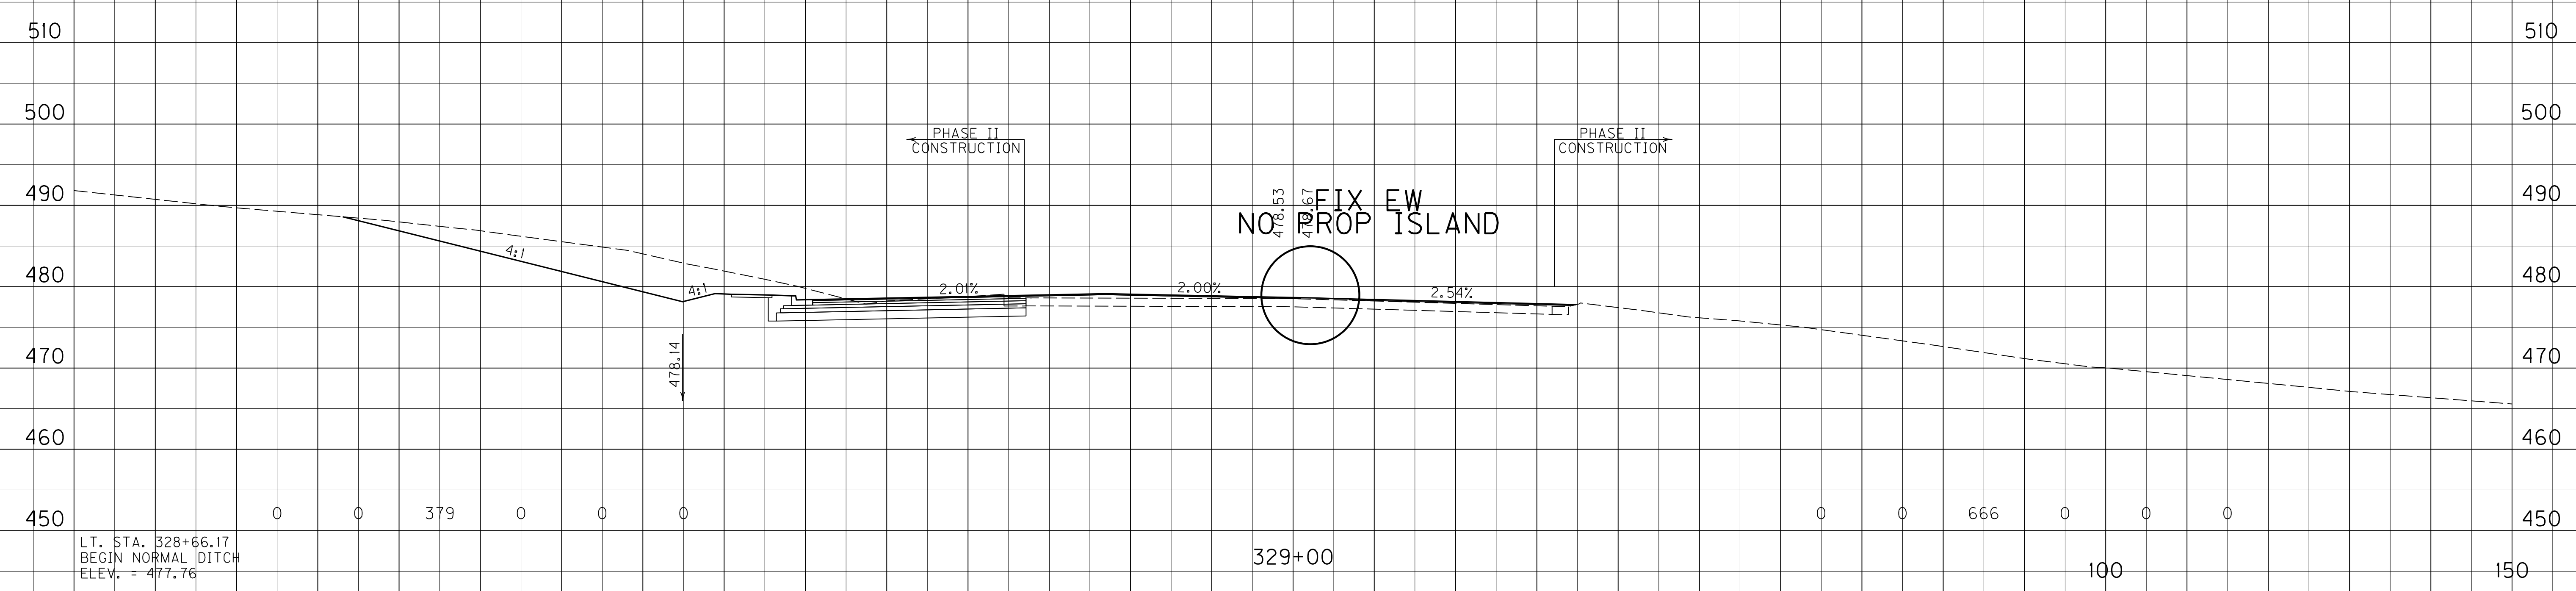 510 510
500 500
PHASE II
CONSTRUCTION
PHASE II
CONSTRUCTION
490 490
478.53
478.67
FIX EW
NO PROP ISLAND
4:1
480 480
4:1
2.01%
2.00%
2.54%
470 470
478.14
460 460
450 0 0 379 0 0 0 0 0 666 0 0 0 450
LT. STA. 328+66.17
BEGIN NORMAL DITCH
ELEV. = 477.76
329+00
100
150